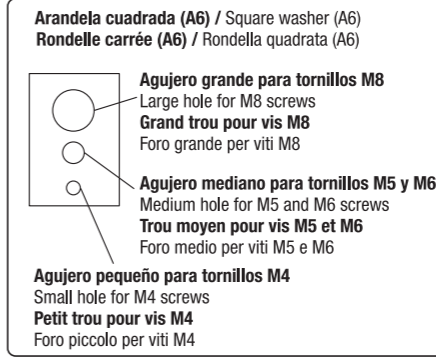 Arandela cuadrada (A6) / Square washer (A6)
Rondelle carrée (A6) / Rondella quadrata (A6)
Agujero grande para tornillos M8
Large hole for M8 screws
Grand trou pour vis M8
Foro grande per viti M8
Agujero mediano para tornillos M5 y M6
Medium hole for M5 and M6 screws
Trou moyen pour vis M5 et M6
Foro medio per viti M5 e M6
Agujero pequeño para tornillos M4
Small hole for M4 screws
Petit trou pour vis M4
Foro piccolo per viti M4